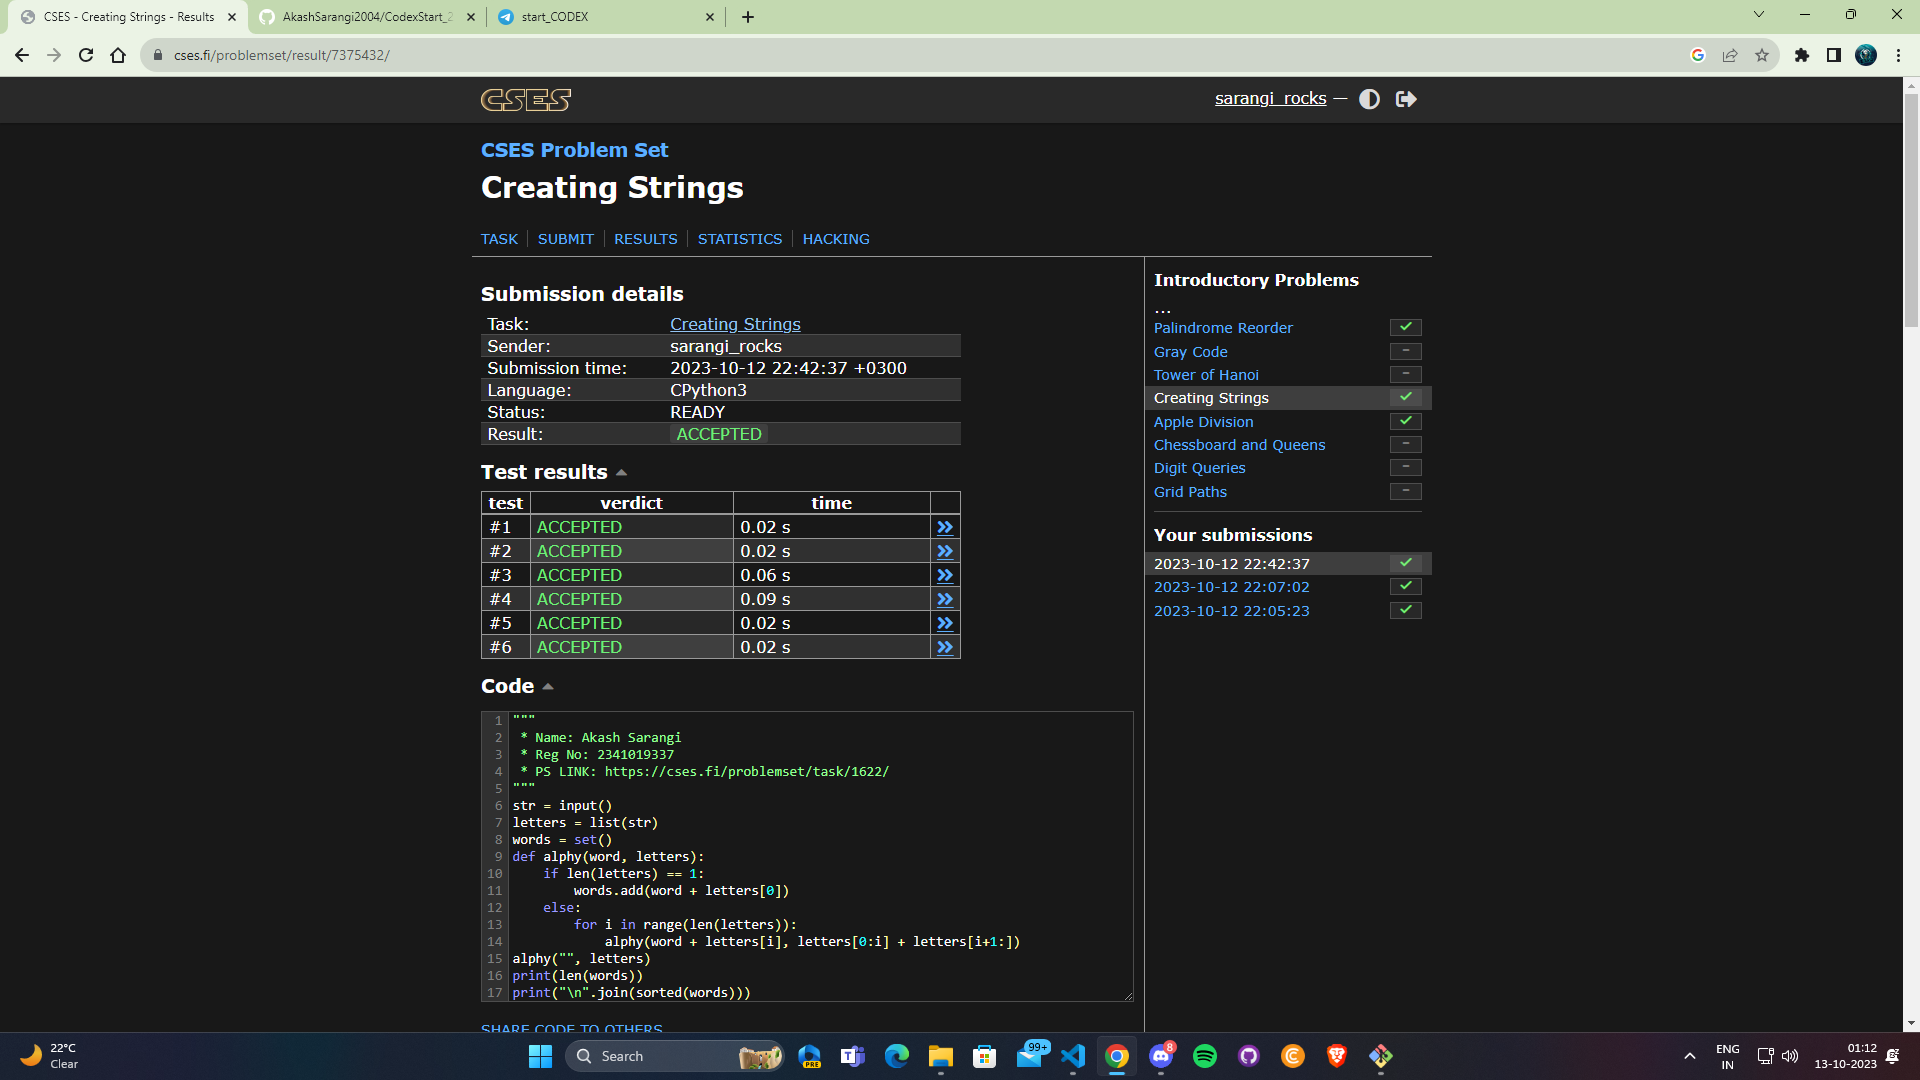 CSES - Creating Strings - Results
AkashSarangi2004/CodexStart_2
start_CODEX
cses.fi/problemset/result/7375432/
CSES
sarangi_rocks —
CSES Problem Set
Creating Strings
TASK
SUBMIT
RESULTS
STATISTICS
HACKING
Submission details
Task: Creating Strings
Sender: sarangi_rocks
Submission time: 2023-10-12 22:42:37 +0300
Language: CPython3
Status: READY
Result: ACCEPTED
Test results
test verdict time
#1 ACCEPTED 0.02 s
#2 ACCEPTED 0.02 s
#3 ACCEPTED 0.06 s
#4 ACCEPTED 0.09 s
#5 ACCEPTED 0.02 s
#6 ACCEPTED 0.02 s
Code
1 """
2  * Name: Akash Sarangi
3  * Reg No: 2341019337
4  * PS LINK: https://cses.fi/problemset/task/1622/
5 """
6 str = input()
7 letters = list(str)
8 words = set()
9 def alphy(word, letters):
10     if len(letters) == 1:
11         words.add(word + letters[0])
12     else:
13         for i in range(len(letters)):
14             alphy(word + letters[i], letters[0:i] + letters[i+1:])
15 alphy("", letters)
16 print(len(words))
17 print("\n".join(sorted(words)))
SHARE CODE TO OTHERS
Introductory Problems
...
Palindrome Reorder
Gray Code
Tower of Hanoi
Creating Strings
Apple Division
Chessboard and Queens
Digit Queries
Grid Paths
Your submissions
2023-10-12 22:42:37
2023-10-12 22:07:02
2023-10-12 22:05:23
22°C
Clear
Search
PRE
99+
8
ENG
IN
01:12
13-10-2023